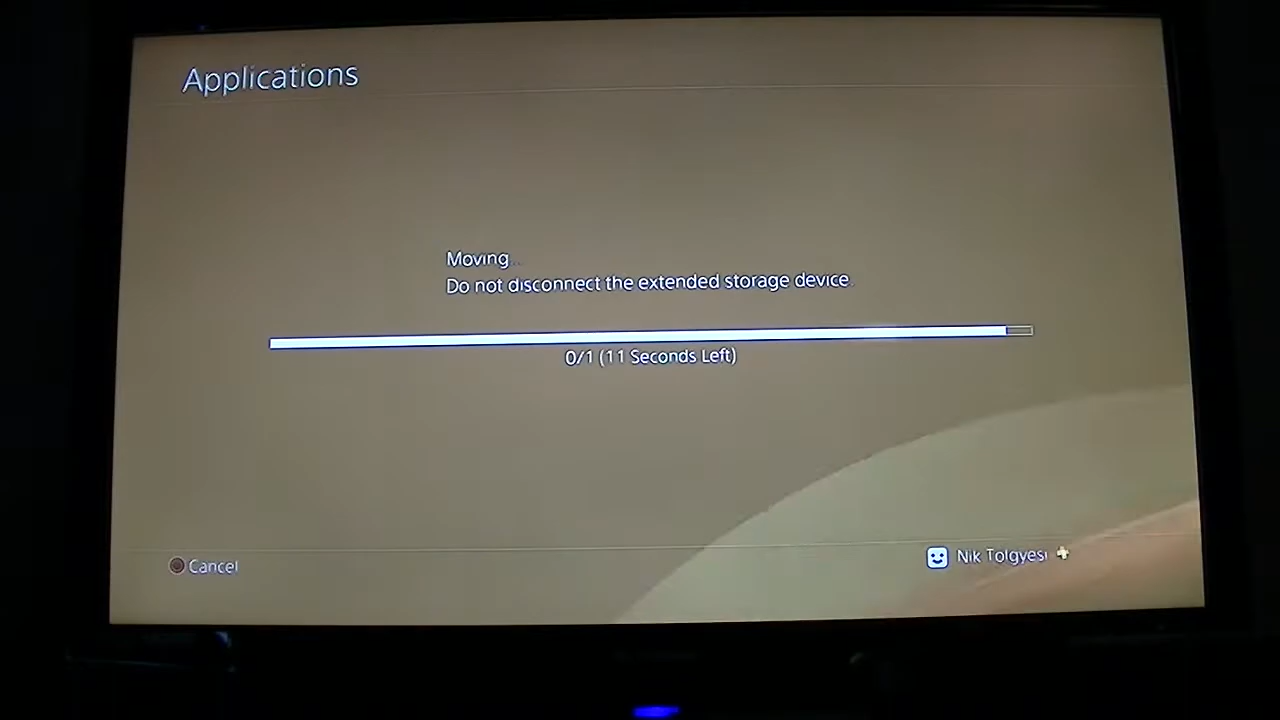 Applications
Moving...
Do not disconnect the extended storage device.
0/1 (11 Seconds Left)
Cancel
Nik Tolgyesi